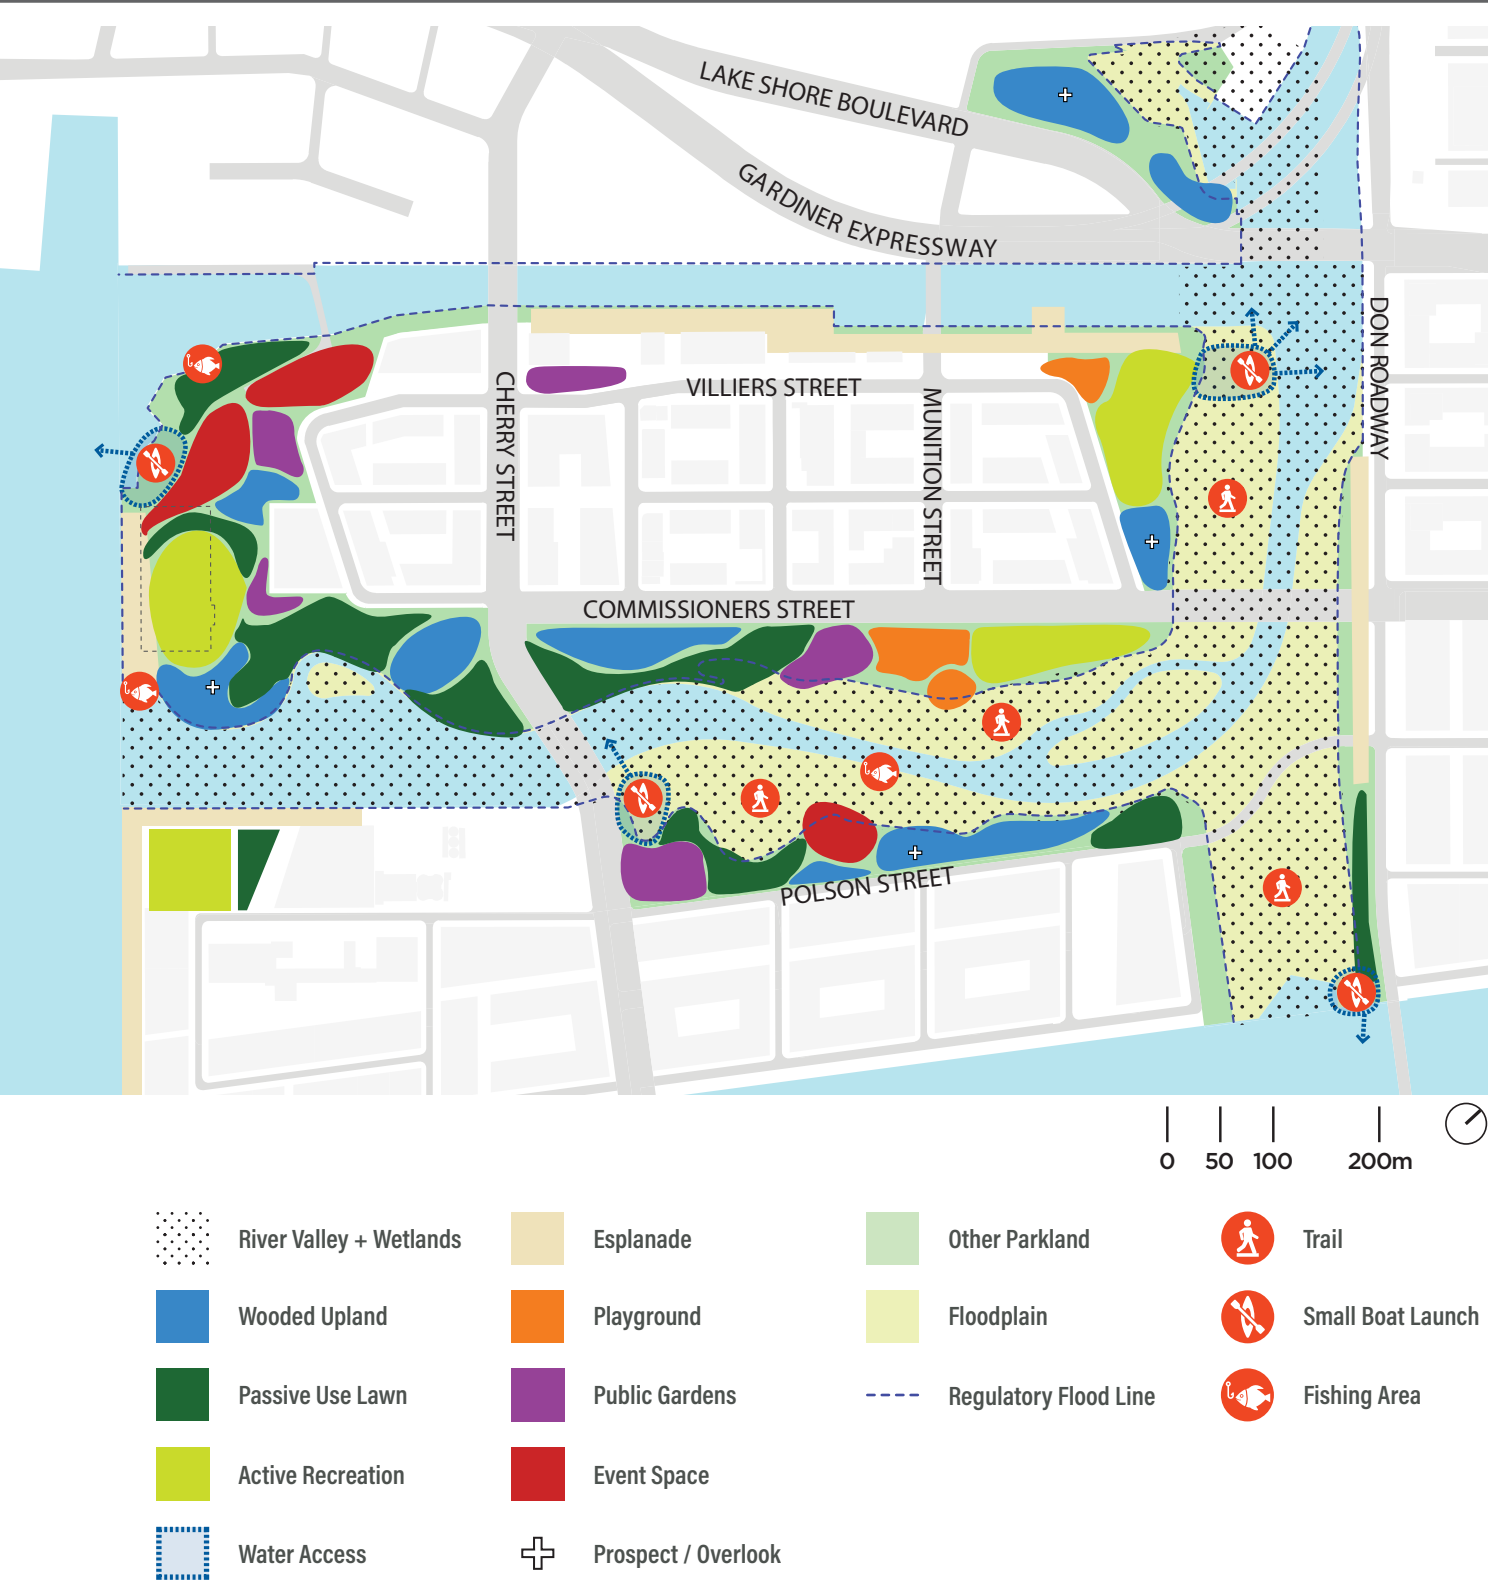 LAKE SHORE BOULEVARD
GARDINER EXPRESSWAY
DON ROADWAY
CHERRY STREET
VILLIERS STREET
MUNITION STREET
COMMISSIONERS STREET
POLSON STREET
0 50 100 200m
River Valley + Wetlands
Esplanade
Other Parkland
Trail
Wooded Upland
Playground
Floodplain
Small Boat Launch
Passive Use Lawn
Public Gardens
Regulatory Flood Line
Fishing Area
Active Recreation
Event Space
Water Access
Prospect / Overlook